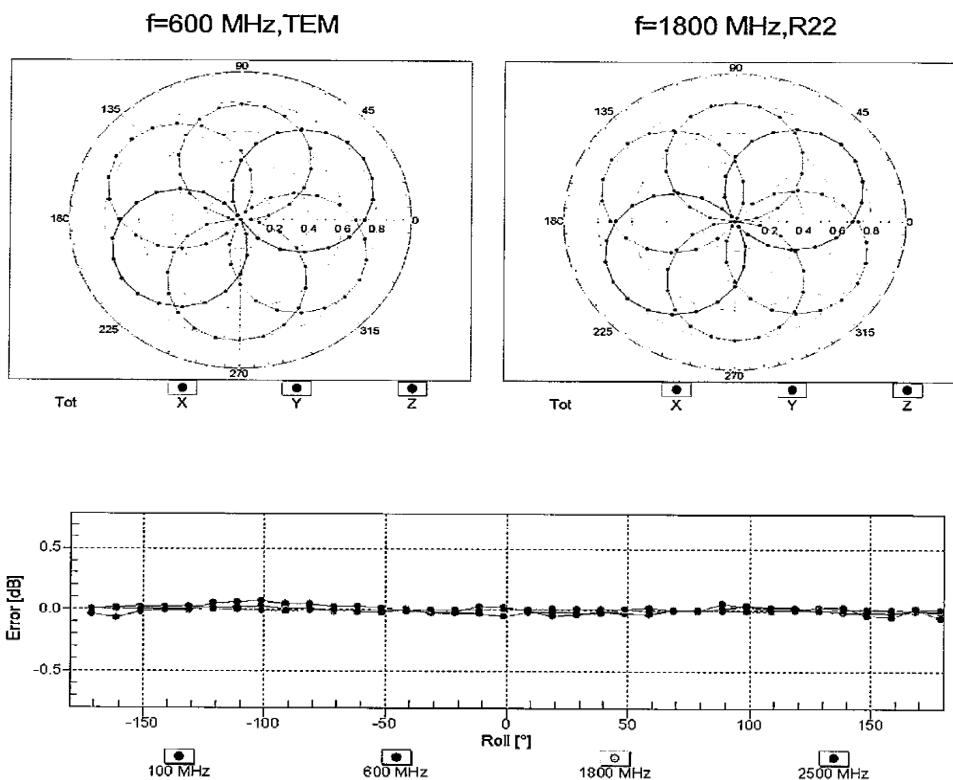 f=600 MHz,TEM
f=1800 MHz,R22
90
135
45
180
0.2 0.4 0.6 0.8
0
225
315
270
Tot X Y Z
90
135
45
180
0.2 0.4 0.6 0.8
0
225
315
270
Tot X Y Z
Error [dB]
0.5
0.0
-0.5
-150 -100 -50 0 50 100 150
Roll [°]
100 MHz 600 MHz 1800 MHz 2500 MHz